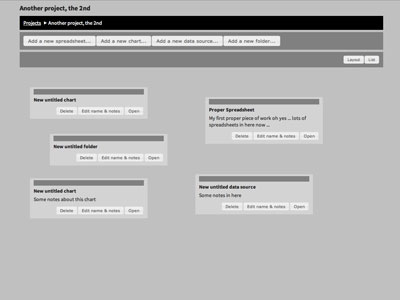 Another project, the 2nd
Projects ▶ Another project, the 2nd
Add a new spreadsheet... Add a new chart... Add a new data source... Add a new folder...
Layout List
New untitled chart
Delete Edit name & notes Open
Proper Spreadsheet
My first proper piece of work oh yes ... lots of
spreadsheets in here now ...
Delete Edit name & notes Open
New untitled folder
Delete Edit name & notes Open
New untitled chart
Some notes about this chart
Delete Edit name & notes Open
New untitled data source
Some notes in here
Delete Edit name & notes Open